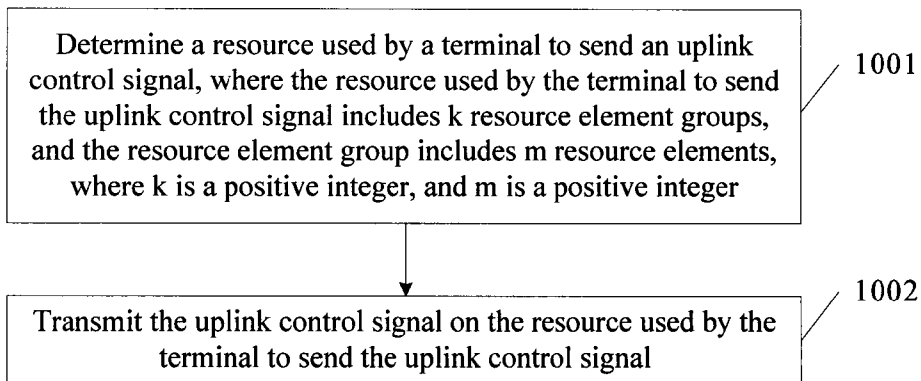 Determine a resource used by a terminal to send an uplink
control signal, where the resource used by the terminal to send
the uplink control signal includes k resource element groups,
and the resource element group includes m resource elements,
where k is a positive integer, and m is a positive integer
1001
Transmit the uplink control signal on the resource used by the
terminal to send the uplink control signal
1002